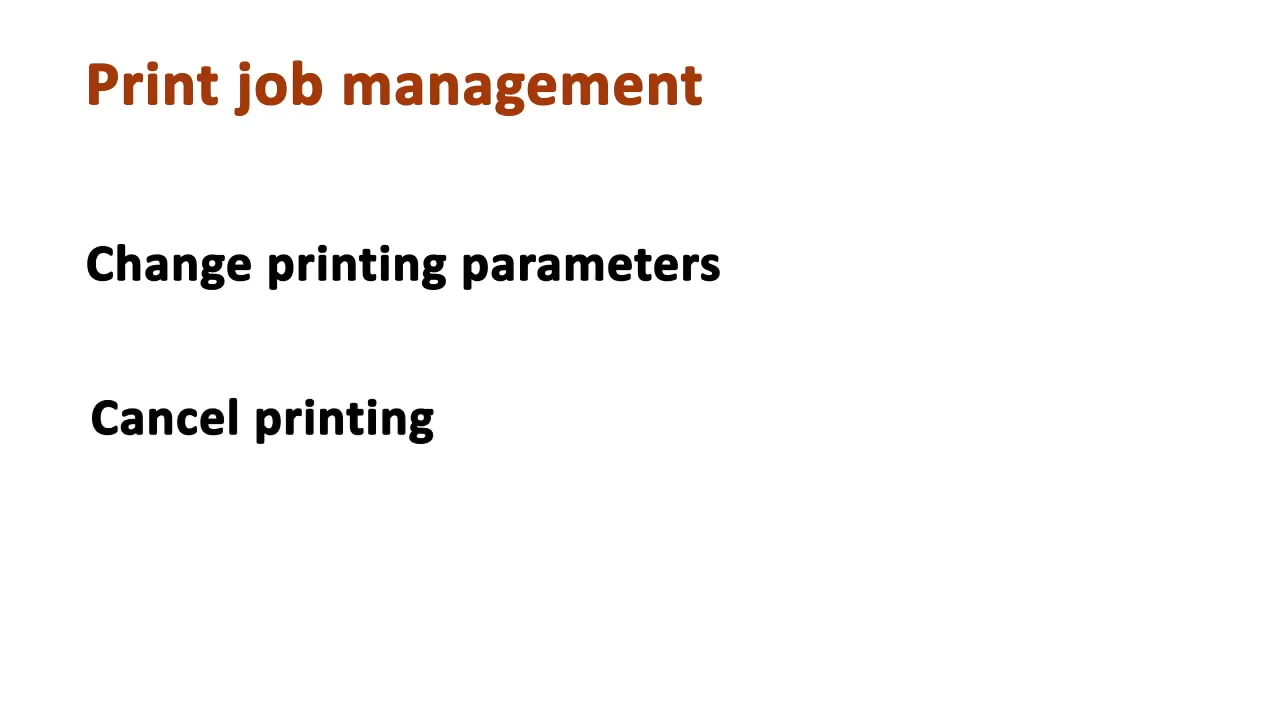 Print job management
Change printing parameters
Cancel printing